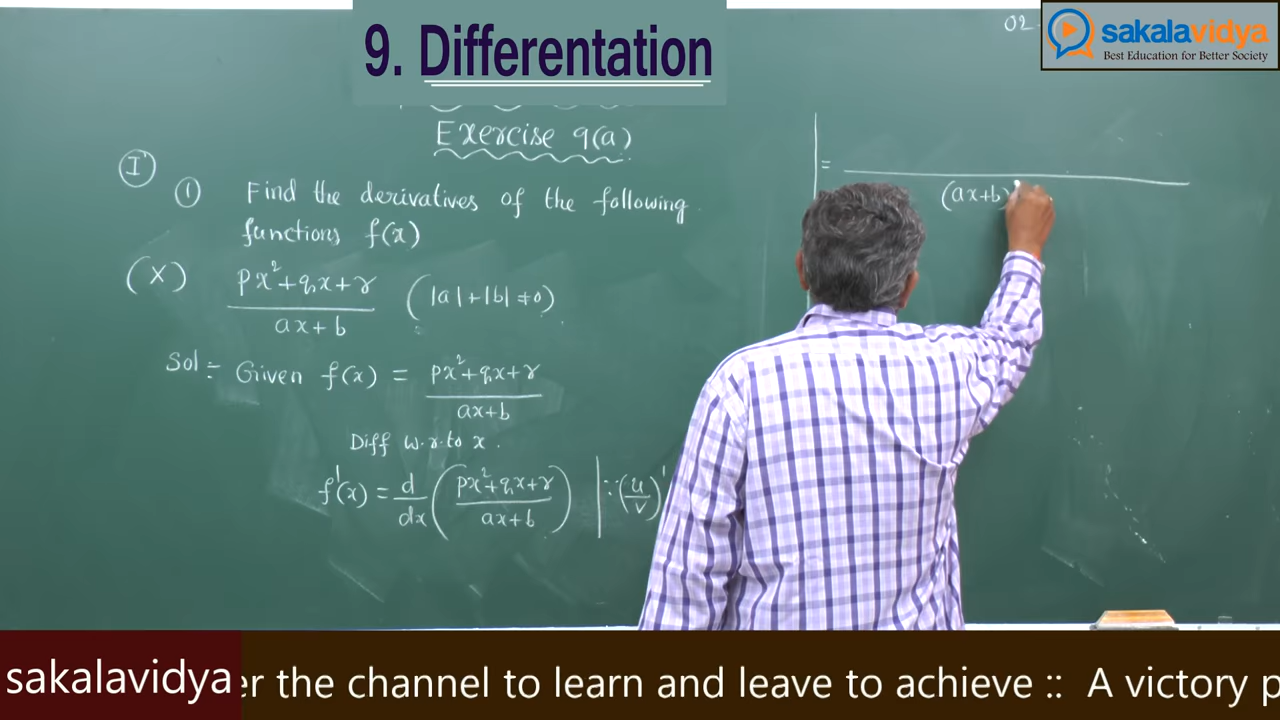 9. Differentation
02
sakalavidya
Best Education for Better Society
Exercise 9(a)
(I)
(1) Find the derivatives of the following
functions f(x)
(X) px²+qx+r / ax+b (|a|+|b| ≠ 0)
Sol := Given f(x) = px²+qx+r / ax+b
Diff w.r.to x.
f'(x) = d/dx (px²+qx+r / ax+b) | ∵ (u/v)'
= / (ax+b)
sakalavidya
er the channel to learn and leave to achieve :: A victory p